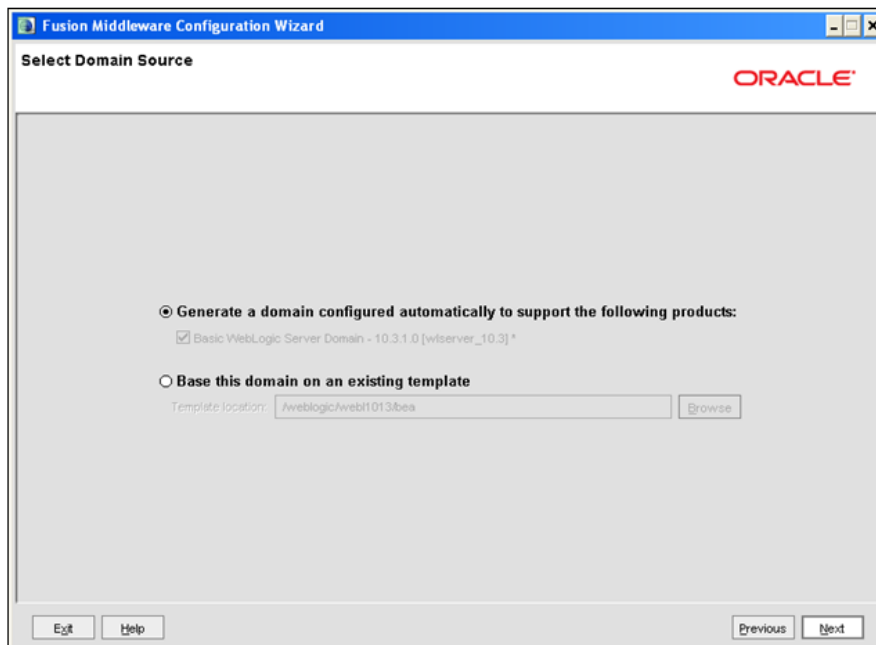 Fusion Middleware Configuration Wizard
Select Domain Source
ORACLE
Generate a domain configured automatically to support the following products:
Basic WebLogic Server Domain - 10.3.1.0 [wlserver_10.3] *
Base this domain on an existing template
Template location: /weblogic/webl1013/bea Browse
Exit Help Previous Next